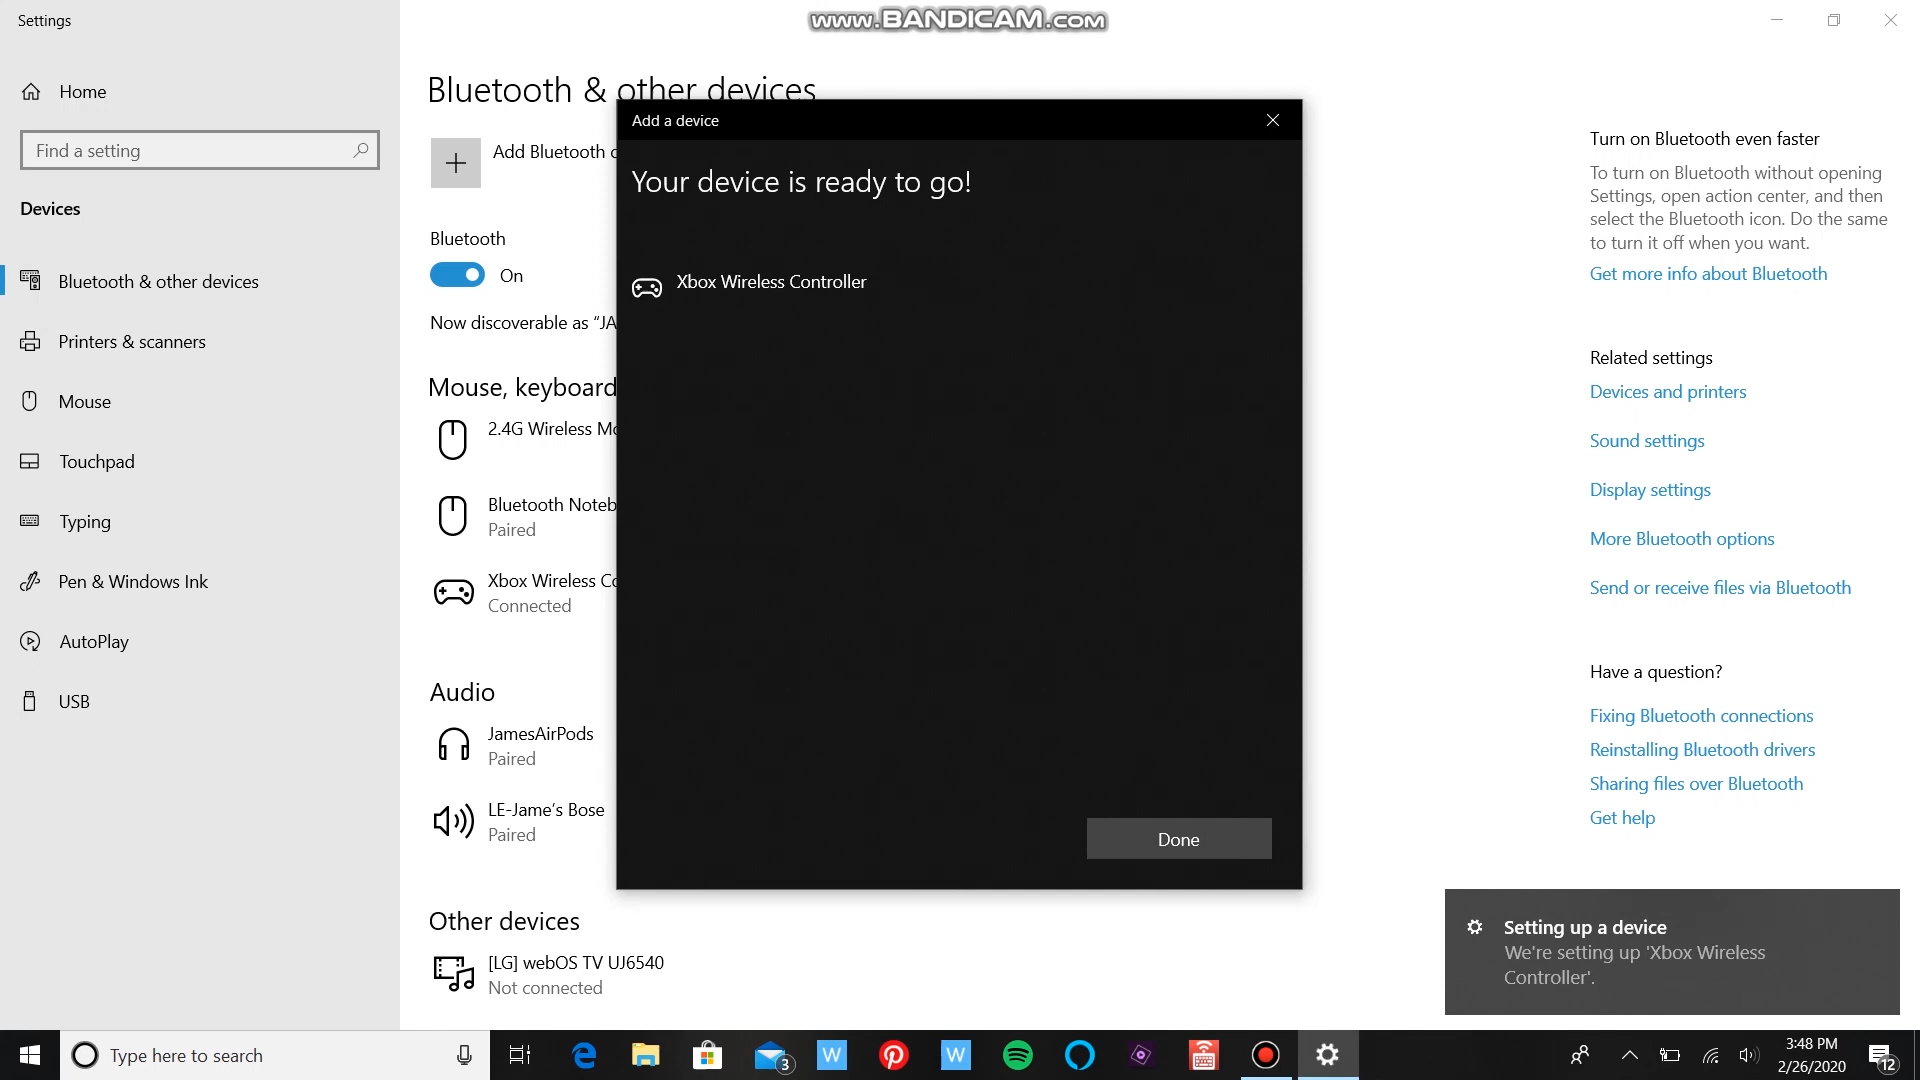 Settings
www.BANDICAM.com
Home
Find a setting
Devices
Bluetooth & other devices
Printers & scanners
Mouse
Touchpad
Typing
Pen & Windows Ink
AutoPlay
USB
Bluetooth & other devices
Add Bluetooth
Bluetooth
On
Now discoverable as “JA
Mouse, keyboard
2.4G Wireless Mo
Bluetooth Noteb
Paired
Xbox Wireless Co
Connected
Audio
JamesAirPods
Paired
LE-Jame’s Bose
Paired
Other devices
[LG] webOS TV UJ6540
Not connected
Add a device
Your device is ready to go!
Xbox Wireless Controller
Done
Turn on Bluetooth even faster
To turn on Bluetooth without opening
Settings, open action center, and then
select the Bluetooth icon. Do the same
to turn it off when you want.
Get more info about Bluetooth
Related settings
Devices and printers
Sound settings
Display settings
More Bluetooth options
Send or receive files via Bluetooth
Have a question?
Fixing Bluetooth connections
Reinstalling Bluetooth drivers
Sharing files over Bluetooth
Get help
Setting up a device
We're setting up 'Xbox Wireless
Controller'.
Type here to search
3
W
W
3:48 PM
2/26/2020
12